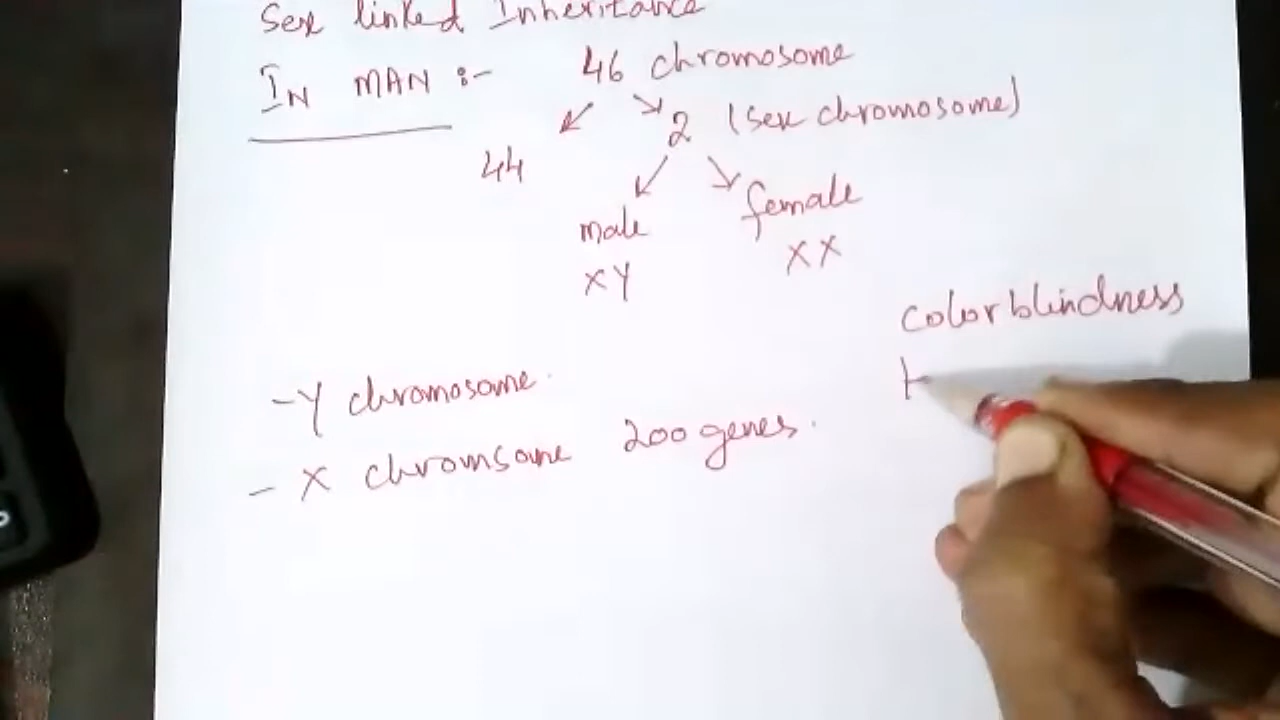 Sex linked Inheritance
IN MAN :- 46 chromosome
44 2 (sex chromosome)
male female
XY XX
colorblindness
- Y chromosome.
- X chromsome 200 genes.